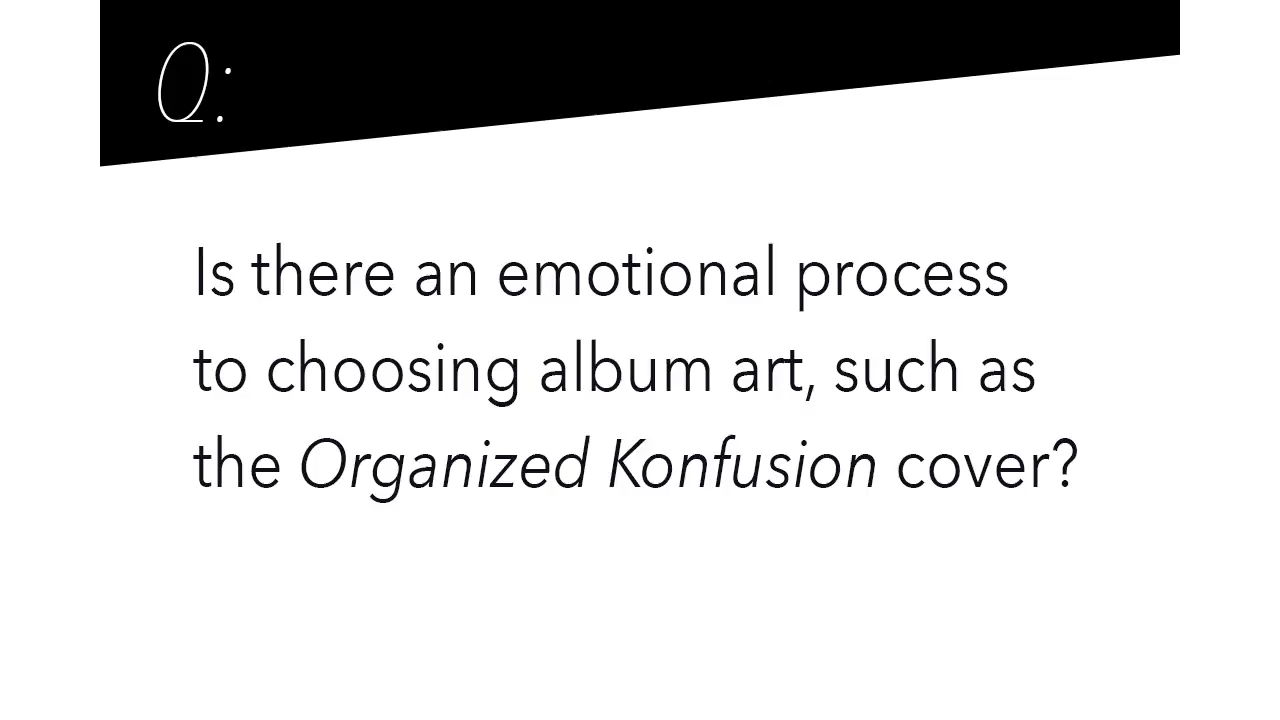 Q:
Is there an emotional process
to choosing album art, such as
the Organized Konfusion cover?